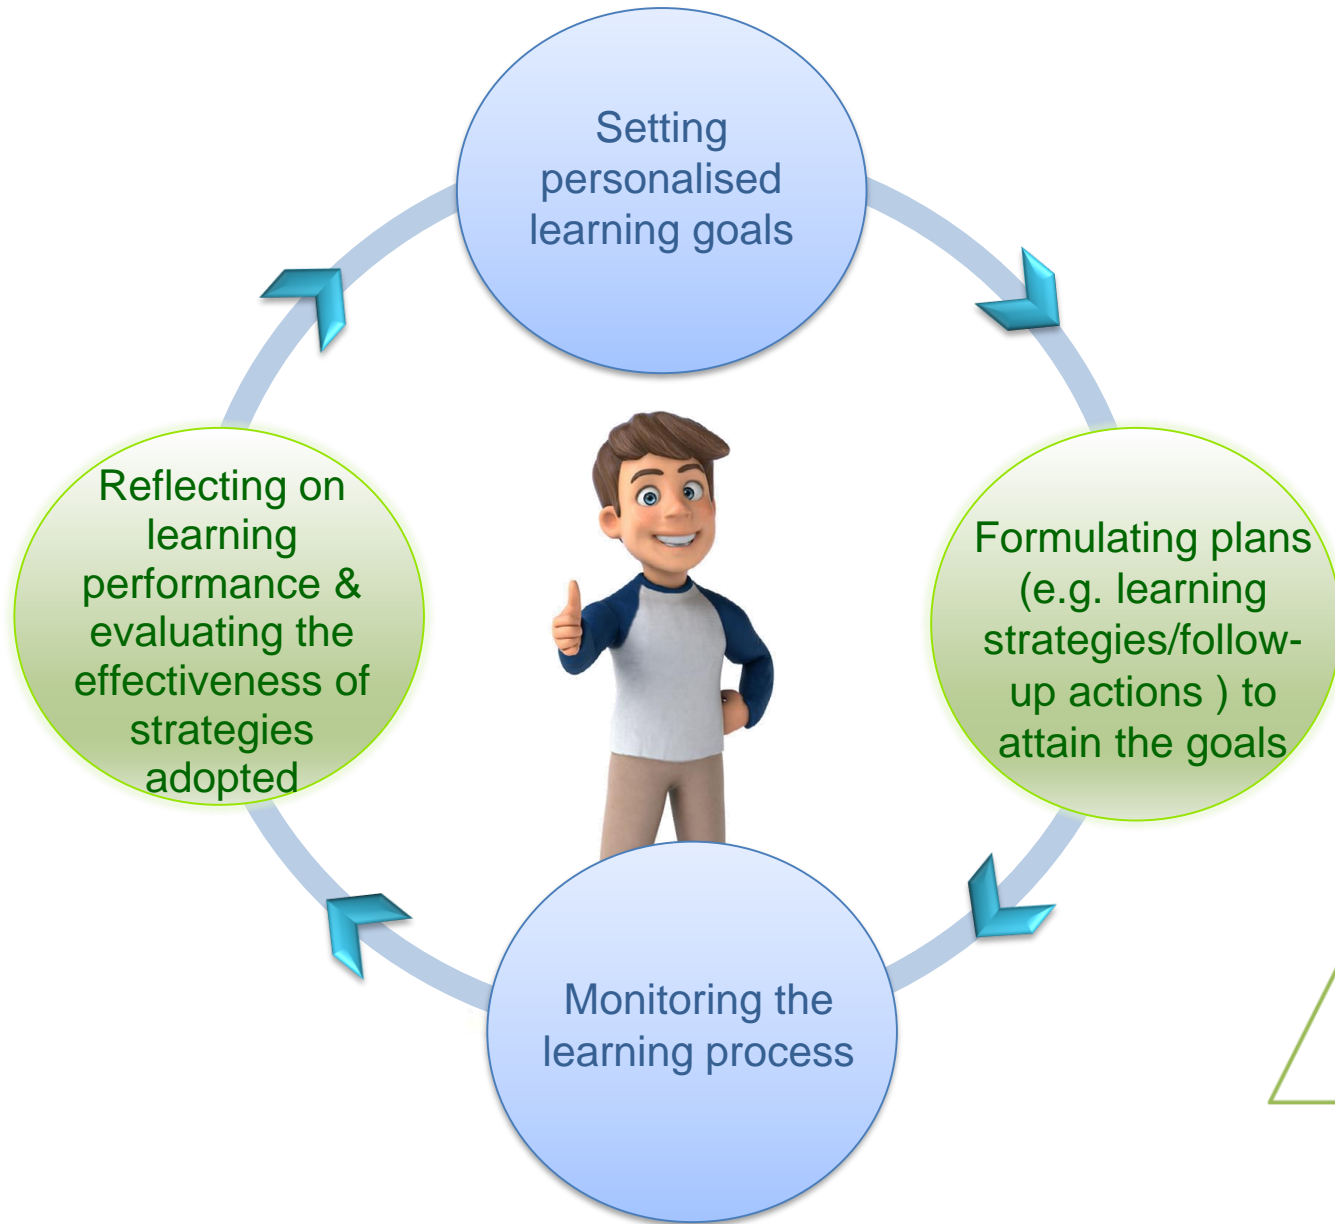 Setting
personalised
learning goals
Formulating plans
(e.g. learning
strategies/follow-
up actions ) to
attain the goals
Monitoring the
learning process
Reflecting on
learning
performance &
evaluating the
effectiveness of
strategies
adopted